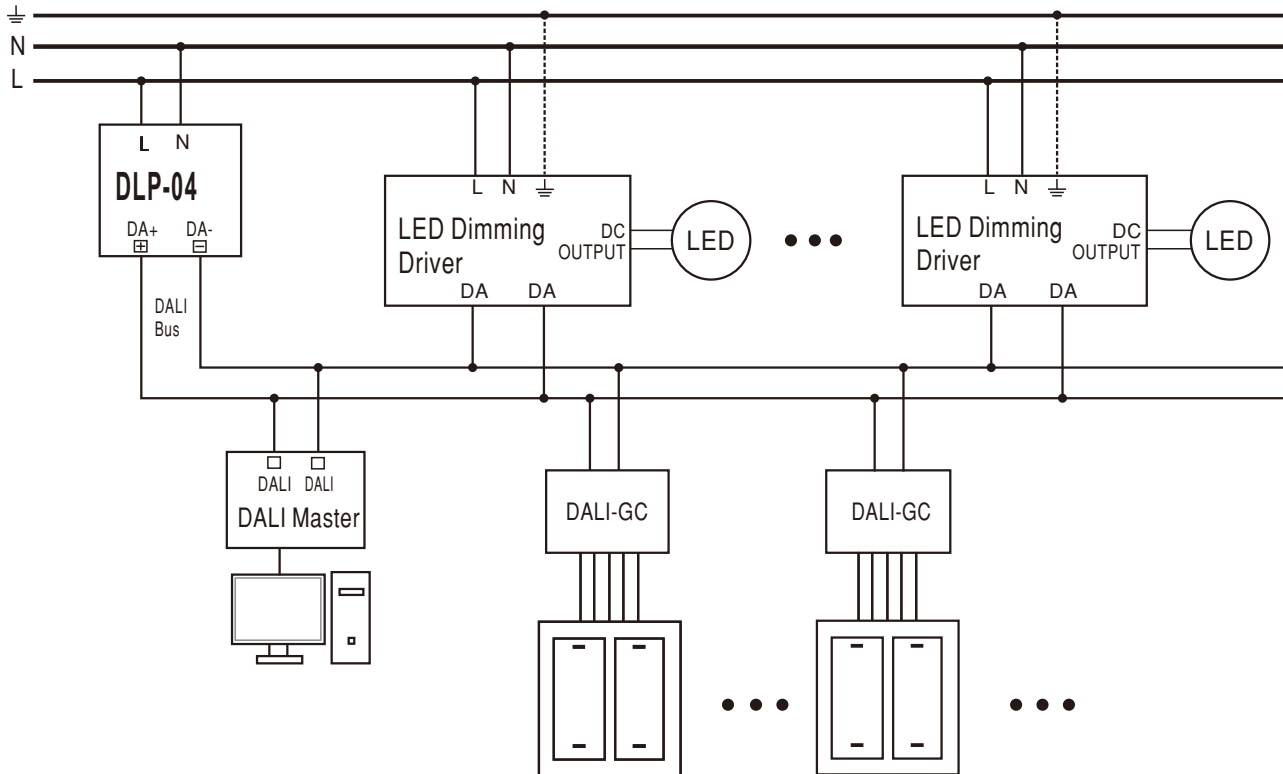 N
L
L N
DLP-04
DA+ DA-
DALI
Bus
L N
LED Dimming
Driver
DC
OUTPUT
DA DA
LED
L N
LED Dimming
Driver
DC
OUTPUT
DA DA
LED
DALI DALI
DALI Master
DALI-GC
DALI-GC